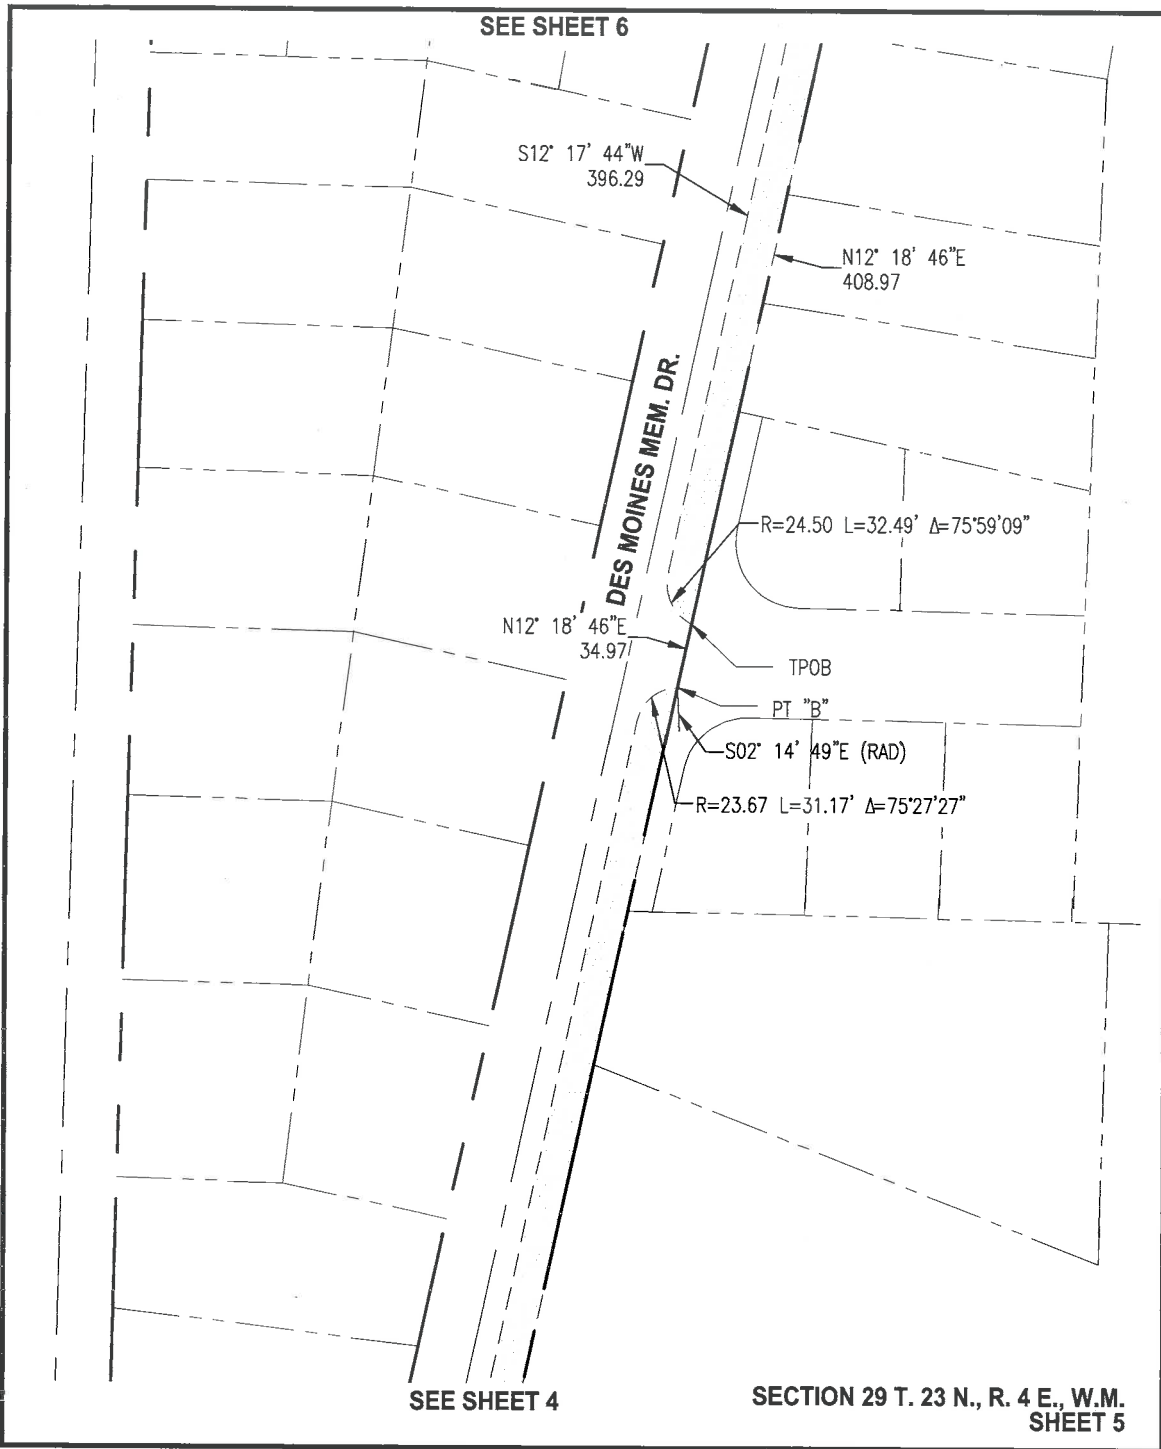 SEE SHEET 6
S12° 17' 44"W
396.29
N12° 18' 46"E
408.97
DES MOINES MEM. DR.
R=24.50 L=32.49' Δ=75°59'09"
N12° 18' 46"E
34.97
TPOB
PT "B"
S02° 14' 49"E (RAD)
R=23.67 L=31.17' Δ=75°27'27"
SEE SHEET 4
SECTION 29 T. 23 N., R. 4 E., W.M.
SHEET 5